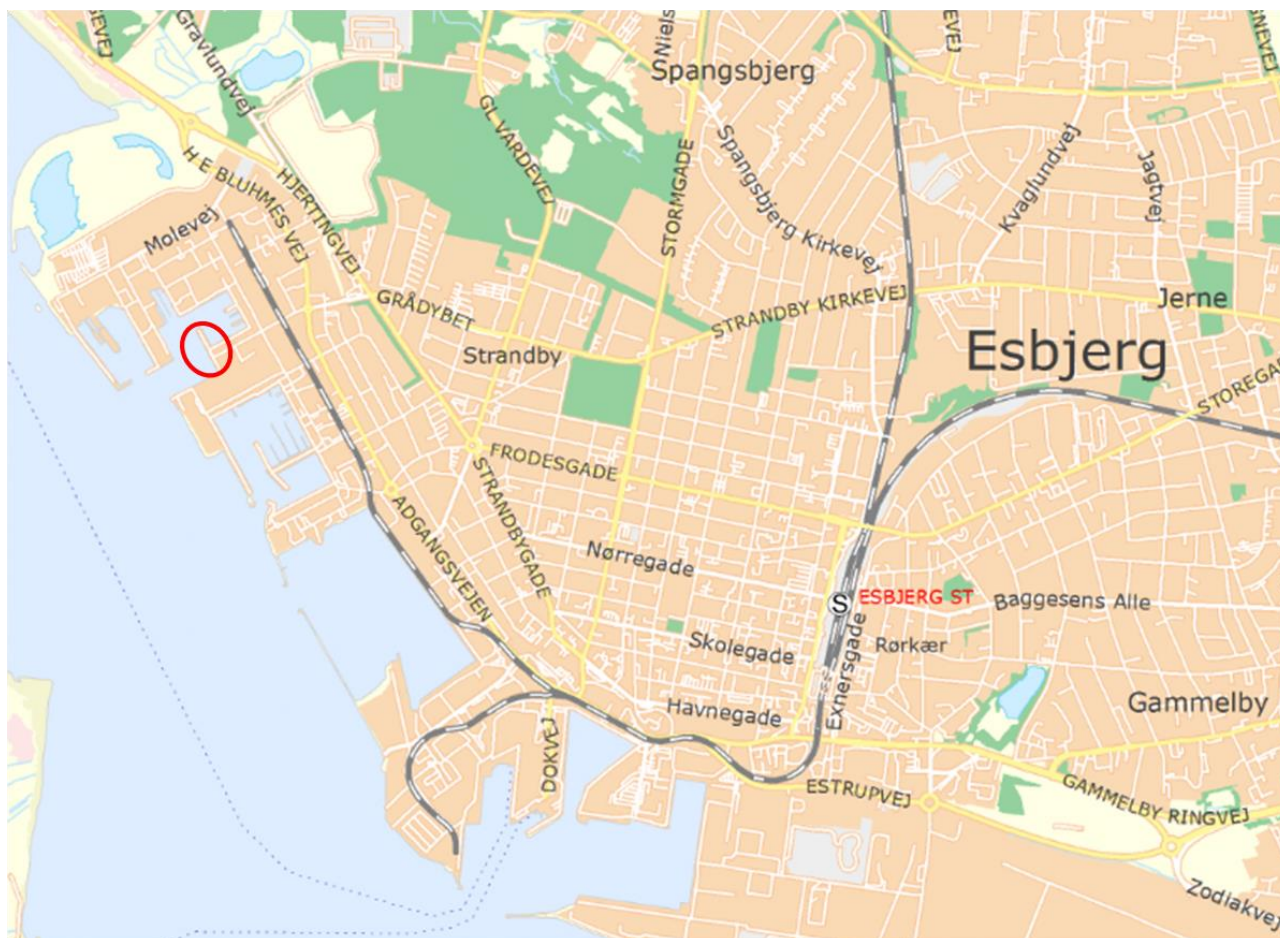 Gravlundvej
Niels
Spangsbjerg
GL VARDEVEJ
Spangsbjerg Kirkevej
Kvaglundvej
Jagtvej
STORMGADE
H E BLUHMES VEJ
HJERTINGVEJ
Molevej
GRÅDYBET
STRANDBY KIRKEVEJ
Jerne
Strandby
Esbjerg
FRODESGADE
STRANDBYGADE
ADGANGSVEJEN
Nørregade
S
ESBJERG ST
Baggesens Alle
Skolegade
Rørkær
Exnersgade
Havnegade
Gammelby
DOKVEJ
ESTRUPVEJ
GAMMELBY RINGVEJ
Zodiakvej